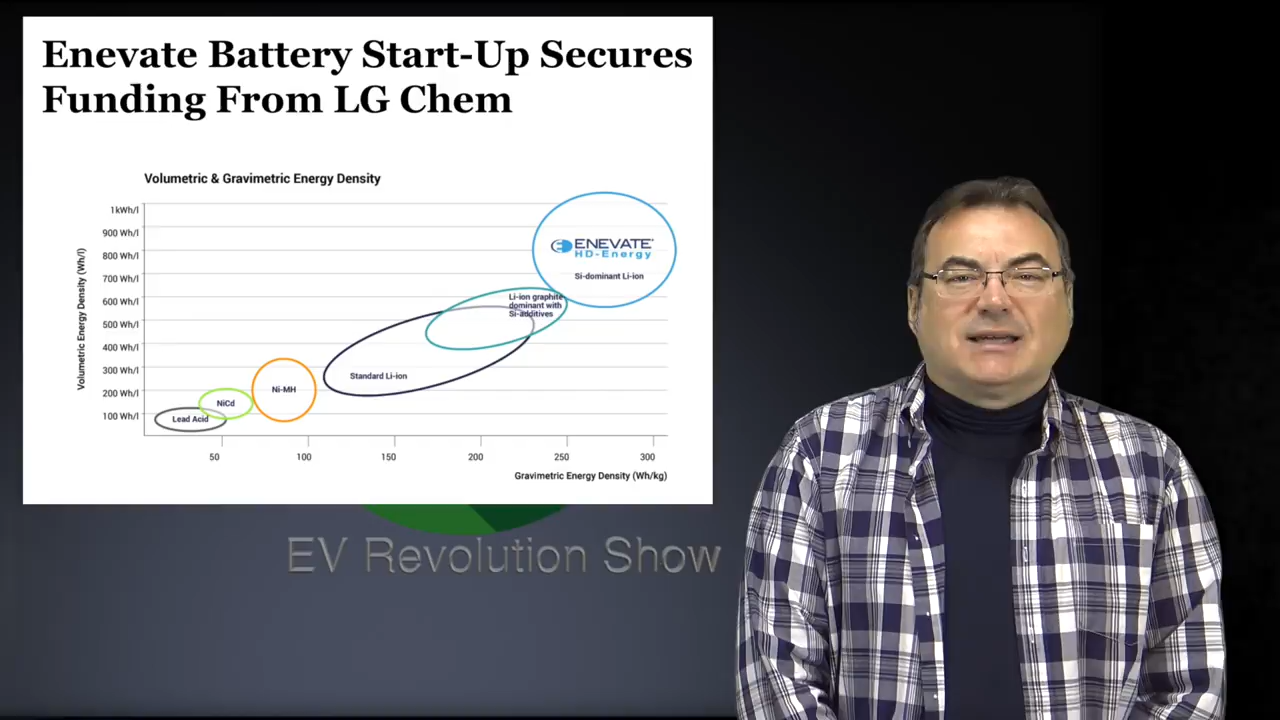 Enevate Battery Start-Up Secures
Funding From LG Chem
Volumetric & Gravimetric Energy Density
Volumetric Energy Density (Wh/l)
1kWh/l
900 Wh/l
800 Wh/l
700 Wh/l
600 Wh/l
500 Wh/l
400 Wh/l
300 Wh/l
200 Wh/l
100 Wh/l
ENEVATE
HD-Energy
Si-dominant Li-ion
Li-ion graphite
dominant with
Si-additives
Standard Li-ion
Ni-MH
NiCd
Lead Acid
50 100 150 200 250 300
Gravimetric Energy Density (Wh/kg)
EV Revolution Show